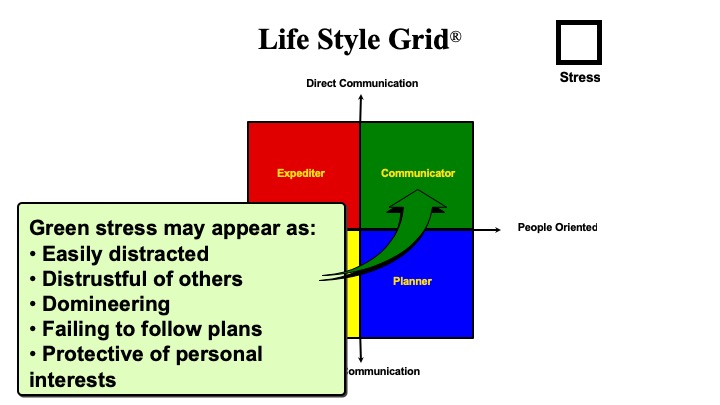 Life Style Grid®
Stress
Direct Communication
Expediter
Communicator
People Oriented
Planner
Green stress may appear as:
• Easily distracted
• Distrustful of others
• Domineering
• Failing to follow plans
• Protective of personal
interests
ommunication